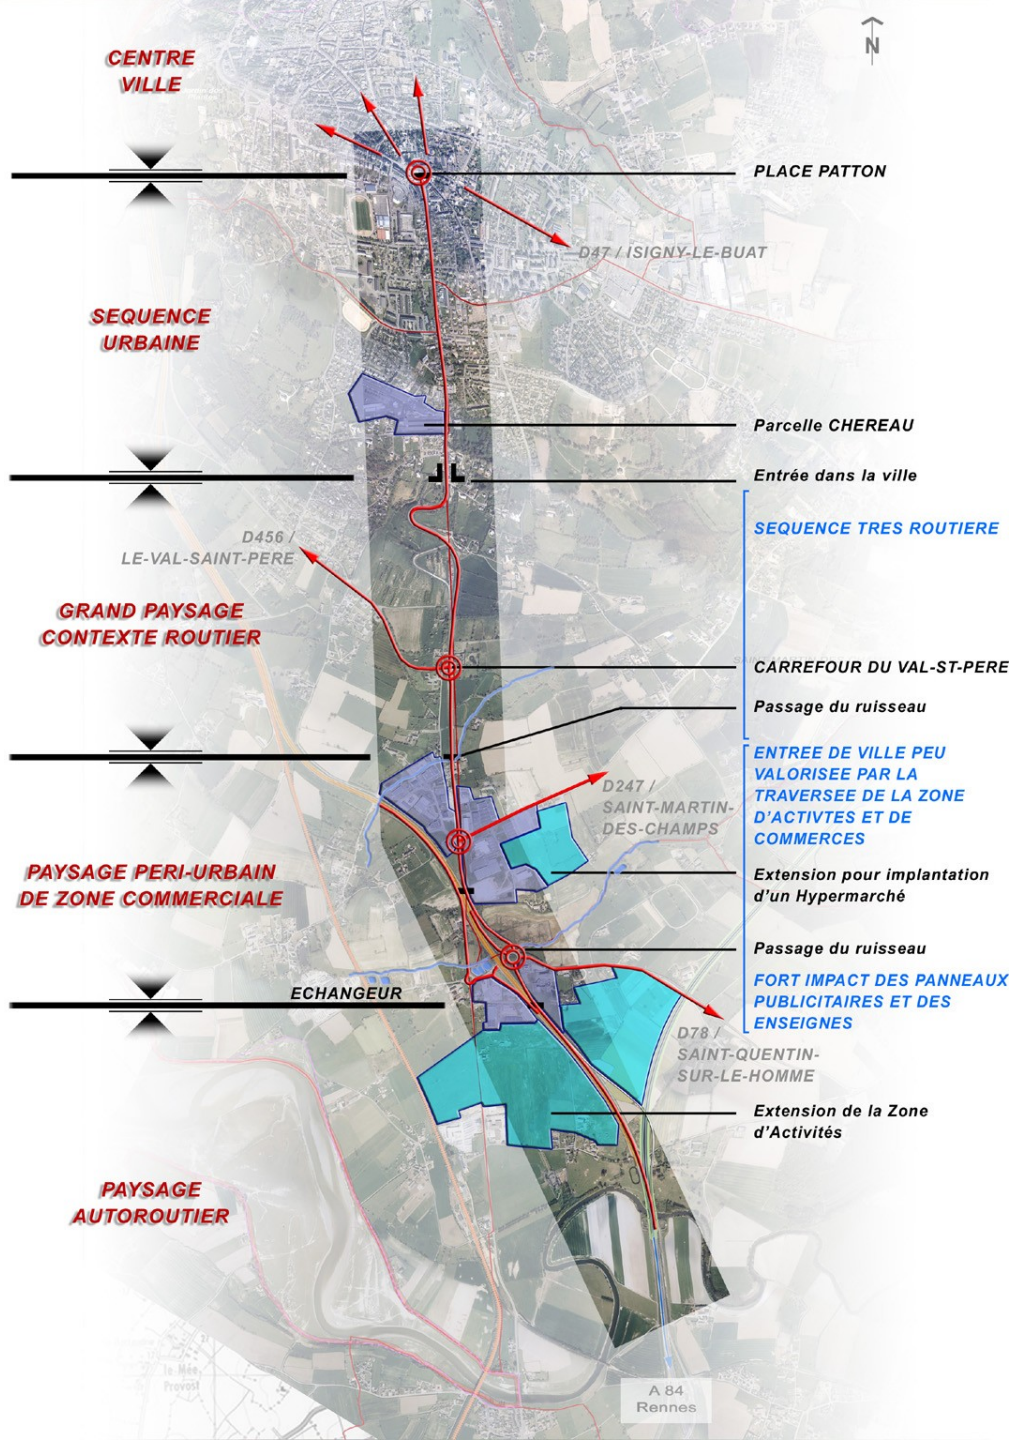 N
CENTRE
VILLE
PLACE PATTON
D47 / ISIGNY-LE-BUAT
SEQUENCE
URBAINE
Parcelle CHEREAU
Entrée dans la ville
SEQUENCE TRES ROUTIERE
D456 /
LE-VAL-SAINT-PERE
GRAND PAYSAGE
CONTEXTE ROUTIER
CARREFOUR DU VAL-ST-PERE
Passage du ruisseau
ENTREE DE VILLE PEU
VALORISEE PAR LA
TRAVERSEE DE LA ZONE
D'ACTIVTES ET DE
COMMERCES
D247 /
SAINT-MARTIN-
DES-CHAMPS
PAYSAGE PERI-URBAIN
DE ZONE COMMERCIALE
Extension pour implantation
d'un Hypermarché
Passage du ruisseau
FORT IMPACT DES PANNEAUX
PUBLICITAIRES ET DES
ENSEIGNES
ECHANGEUR
D78 /
SAINT-QUENTIN-
SUR-LE-HOMME
Extension de la Zone
d'Activités
PAYSAGE
AUTOROUTIER
le Mée
Provost
A 84
Rennes